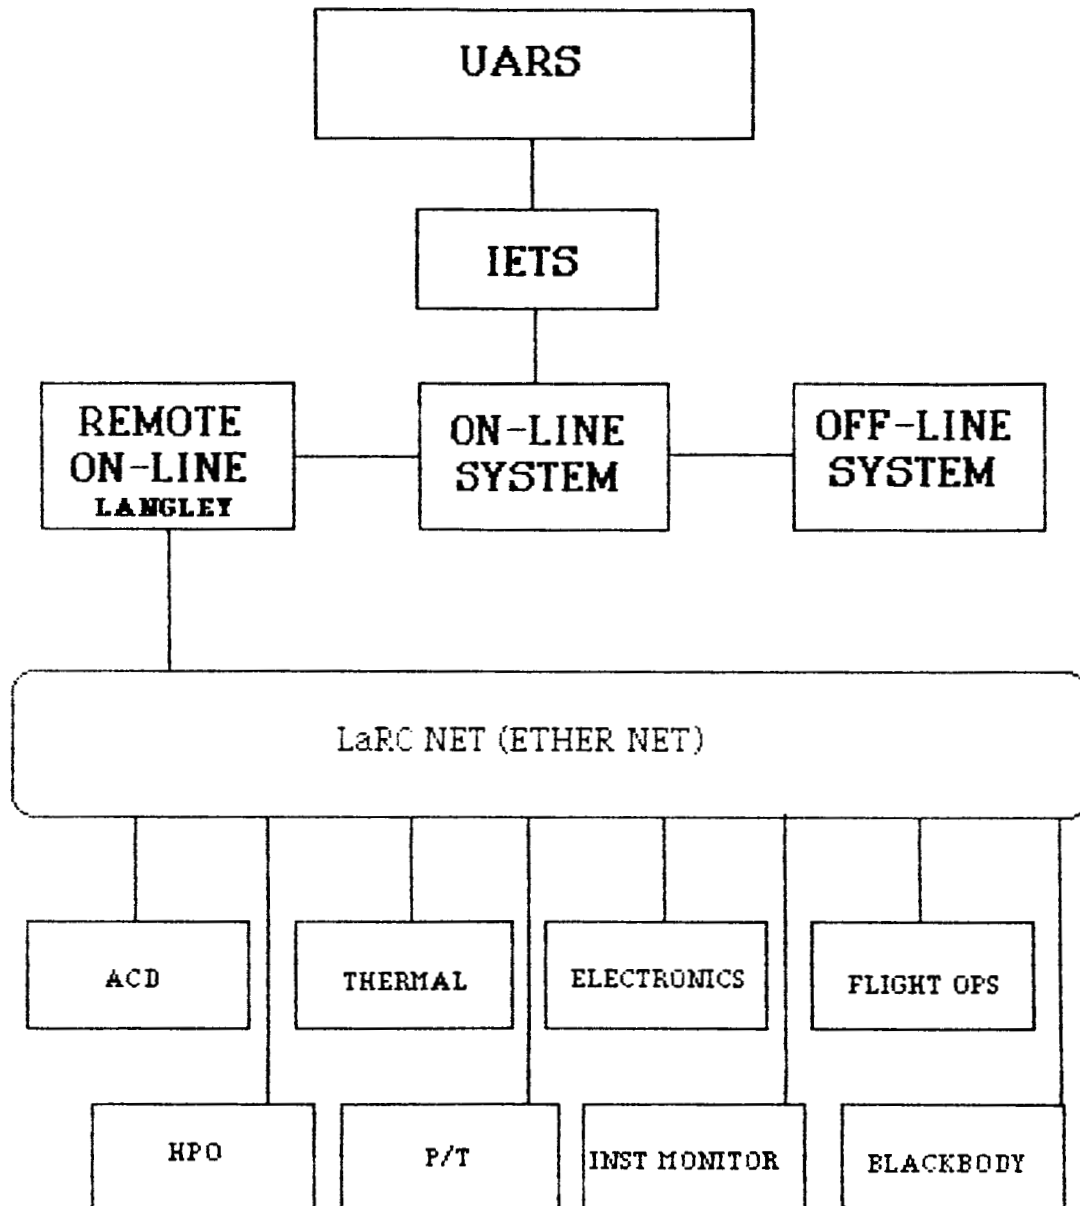 UARS
IETS
REMOTE
ON-LINE
LANGLEY
ON-LINE
SYSTEM
OFF-LINE
SYSTEM
LaRC NET (ETHER NET)
ACD
THERMAL
ELECTRONICS
FLIGHT OPS
HPO
P/T
INST MONITOR
BLACKBODY